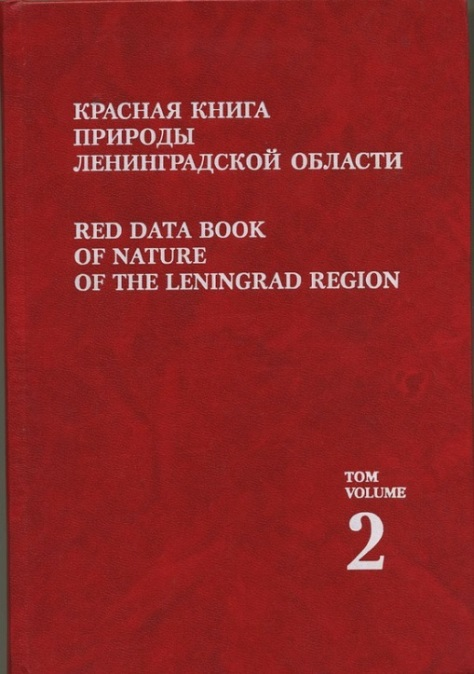 КРАСНАЯ КНИГА
ПРИРОДЫ
ЛЕНИНГРАДСКОЙ ОБЛАСТИ
RED DATA BOOK
OF NATURE
OF THE LENINGRAD REGION
ТОМ
VOLUME
2